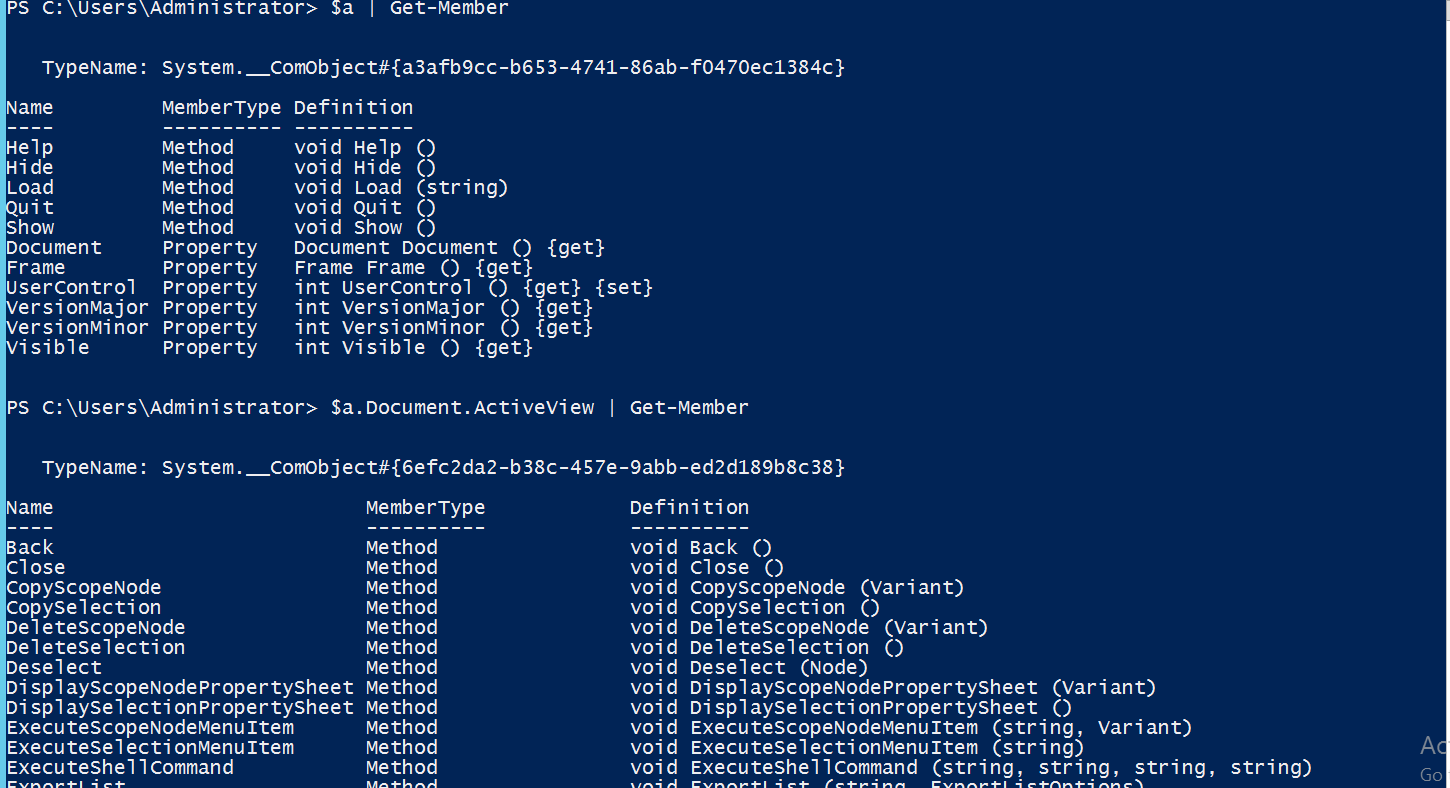 PS C:\Users\Administrator> $a | Get-Member
TypeName: System.__ComObject#{a3afb9cc-b653-4741-86ab-f0470ec1384c}
Name MemberType Definition
---- ---------- ----------
Help Method void Help ()
Hide Method void Hide ()
Load Method void Load (string)
Quit Method void Quit ()
Show Method void Show ()
Document Property Document Document () {get}
Frame Property Frame Frame () {get}
UserControl Property int UserControl () {get} {set}
VersionMajor Property int VersionMajor () {get}
VersionMinor Property int VersionMinor () {get}
Visible Property int Visible () {get}
PS C:\Users\Administrator> $a.Document.ActiveView | Get-Member
TypeName: System.__ComObject#{6efc2da2-b38c-457e-9abb-ed2d189b8c38}
Name MemberType Definition
---- ---------- ----------
Back Method void Back ()
Close Method void Close ()
CopyScopeNode Method void CopyScopeNode (Variant)
CopySelection Method void CopySelection ()
DeleteScopeNode Method void DeleteScopeNode (Variant)
DeleteSelection Method void DeleteSelection ()
Deselect Method void Deselect (Node)
DisplayScopeNodePropertySheet Method void DisplayScopeNodePropertySheet (Variant)
DisplaySelectionPropertySheet Method void DisplaySelectionPropertySheet ()
ExecuteScopeNodeMenuItem Method void ExecuteScopeNodeMenuItem (string, Variant)
ExecuteSelectionMenuItem Method void ExecuteSelectionMenuItem (string)
Ac
ExecuteShellCommand Method void ExecuteShellCommand (string, string, string, string)
Go
ExportList Method void ExportList (string, ExportListOptions)